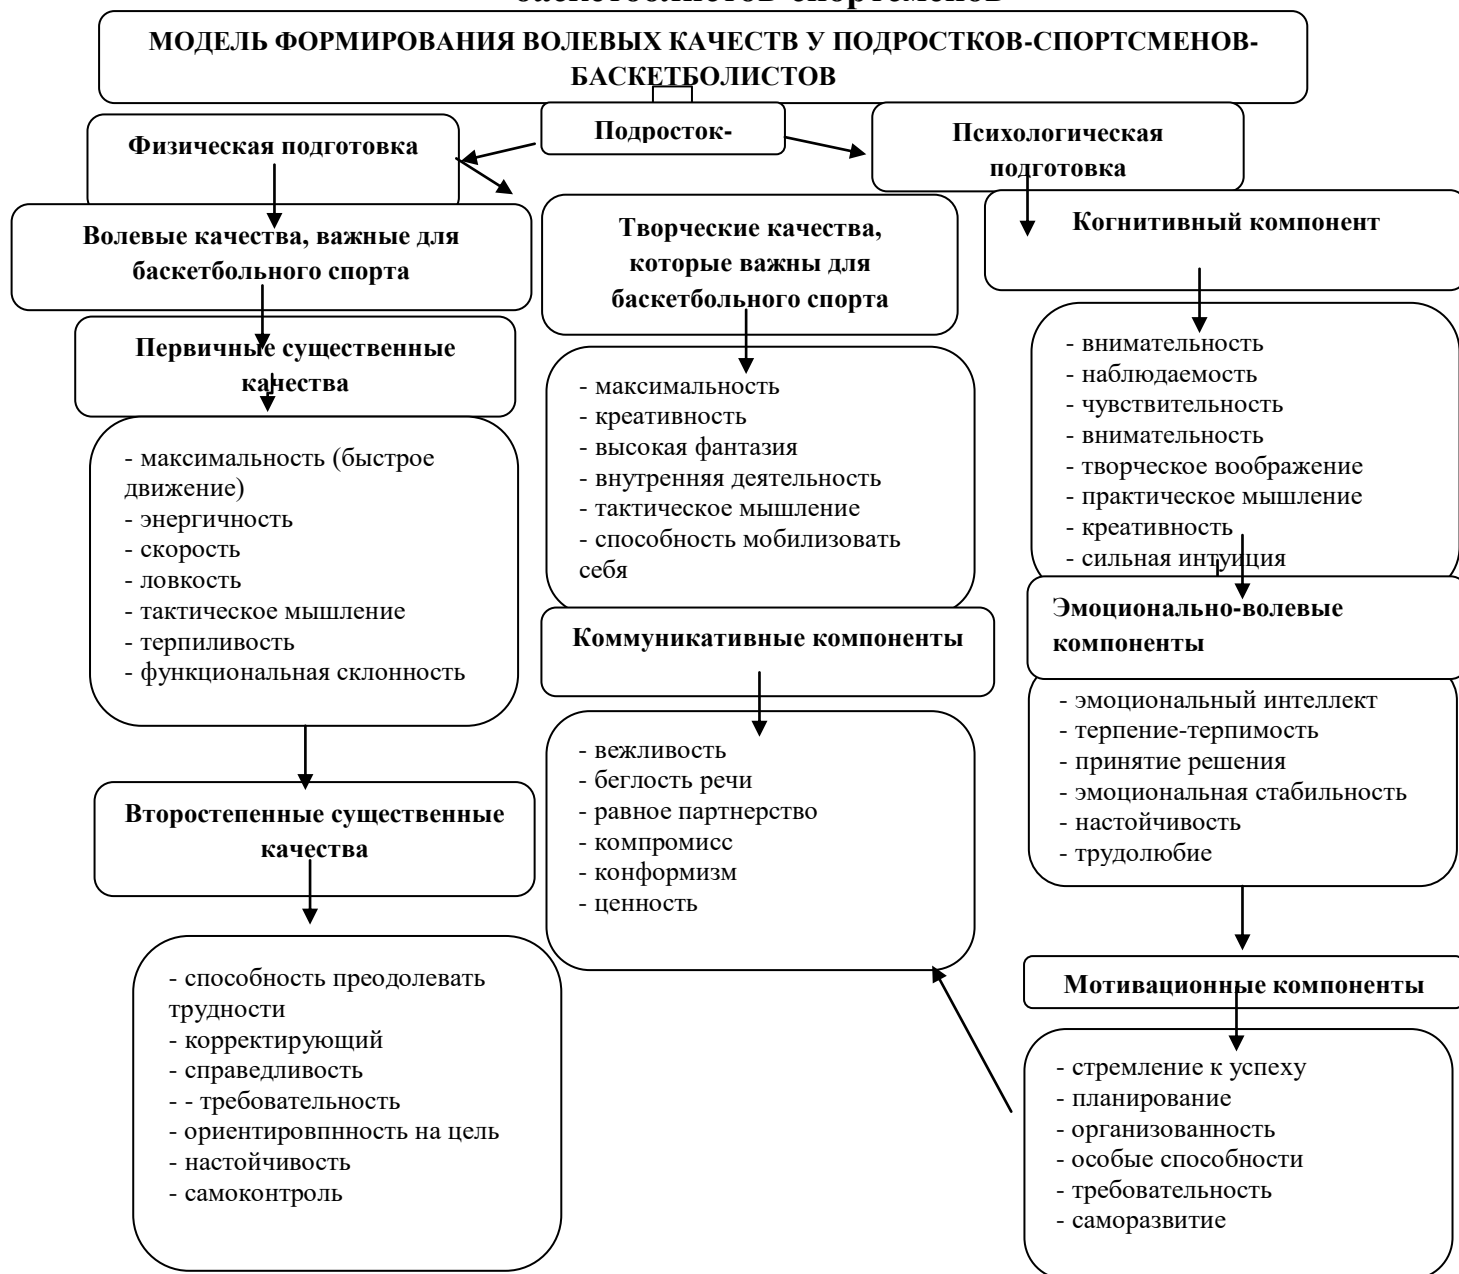 баскетболистов-спортсменов
МОДЕЛЬ ФОРМИРОВАНИЯ ВОЛЕВЫХ КАЧЕСТВ У ПОДРОСТКОВ-СПОРТСМЕНОВ-
БАСКЕТБОЛИСТОВ
Подросток-
Физическая подготовка
Психологическая
подготовка
Волевые качества, важные для
баскетбольного спорта
Творческие качества,
которые важны для
баскетбольного спорта
Когнитивный компонент
Первичные существенные
качества
- максимальность (быстрое
движение)
- энергичность
- скорость
- ловкость
- тактическое мышление
- терпиливость
- функциональная склонность
- максимальность
- креативность
- высокая фантазия
- внутренняя деятельность
- тактическое мышление
- способность мобилизовать
себя
- внимательность
- наблюдаемость
- чувствительность
- внимательность
- творческое воображение
- практическое мышление
- креативность
- сильная интуиция
Коммуникативные компоненты
Эмоционально-волевые
компоненты
- вежливость
- беглость речи
- равное партнерство
- компромисс
- конформизм
- ценность
- эмоциональный интеллект
- терпение-терпимость
- принятие решения
- эмоциональная стабильность
- настойчивость
- трудолюбие
Второстепенные существенные
качества
- способность преодолевать
трудности
- корректирующий
- справедливость
- - требовательность
- ориентировпнность на цель
- настойчивость
- самоконтроль
Мотивационные компоненты
- стремление к успеху
- планирование
- организованность
- особые способности
- требовательность
- саморазвитие